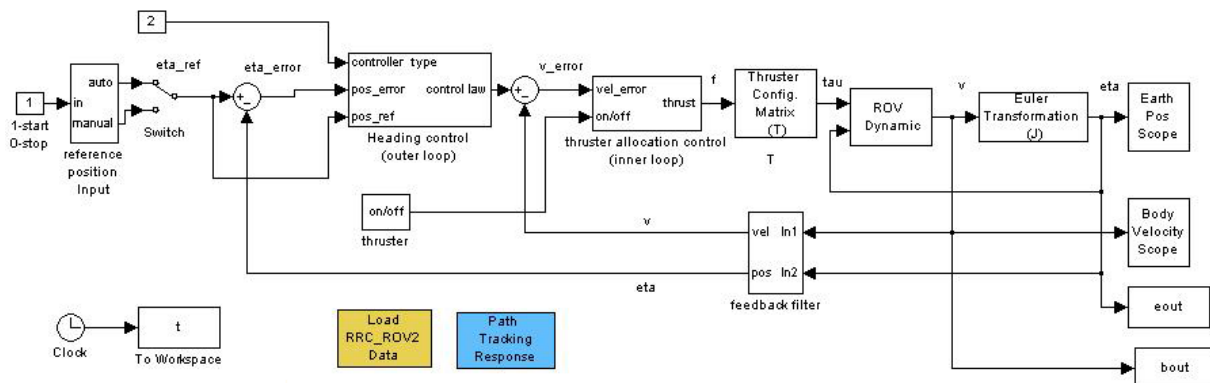 2
1
1-start
0-stop
in
auto
manual
reference
position
Input
eta_ref
Switch
eta_error
+
-
controller type
pos_error
pos_ref
control law
Heading control
(outer loop)
v_error
+
-
vel_error
on/off
thrust
thruster allocation control
(inner loop)
f
Thruster
Config.
Matrix
(T)
T
tau
ROV
Dynamic
v
Euler
Transformation
(J)
eta
Earth
Pos
Scope
on/off
thruster
v
vel In1
pos In2
feedback filter
eta
Body
Velocity
Scope
eout
bout
Clock
t
To Workspace
Load
RRC_ROV2
Data
Path
Tracking
Response